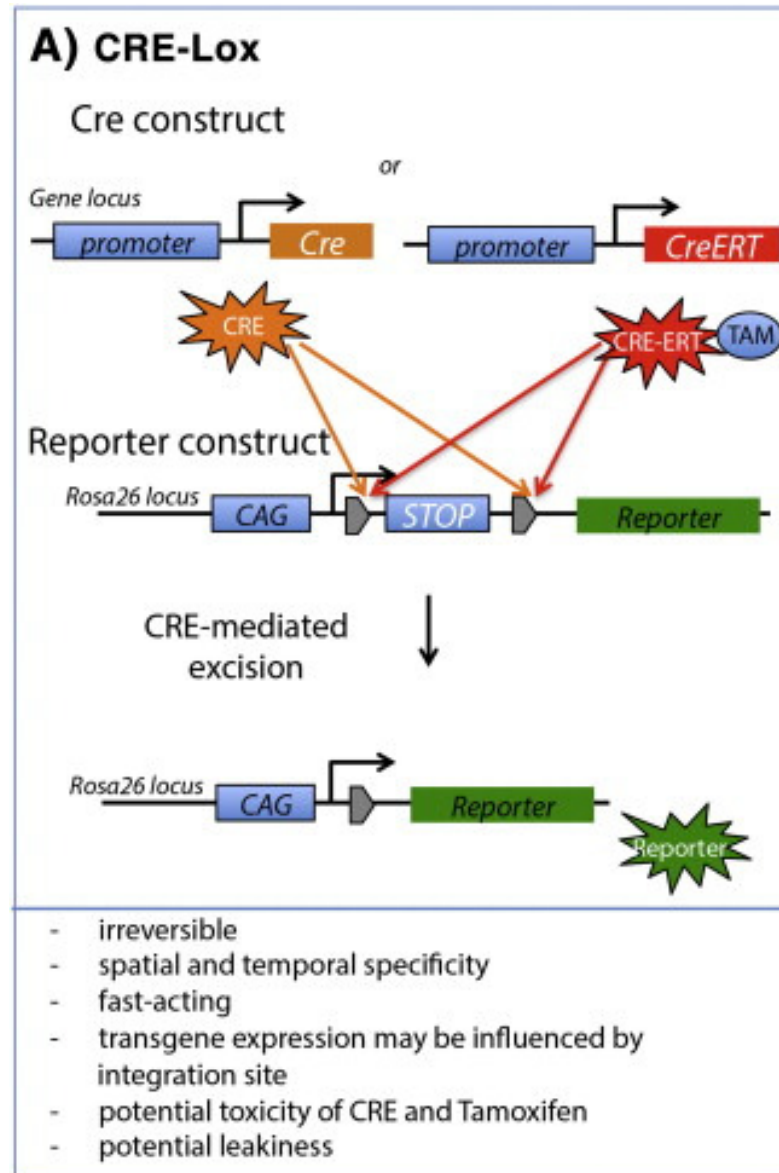 A) CRE-Lox
Cre construct
or
Gene locus
promoter Cre promoter CreERT
CRE CRE-ERT TAM
Reporter construct
Rosa26 locus CAG STOP Reporter
CRE-mediated
excision
Rosa26 locus CAG Reporter
Reporter
- irreversible
- spatial and temporal specificity
- fast-acting
- transgene expression may be influenced by
integration site
- potential toxicity of CRE and Tamoxifen
- potential leakiness